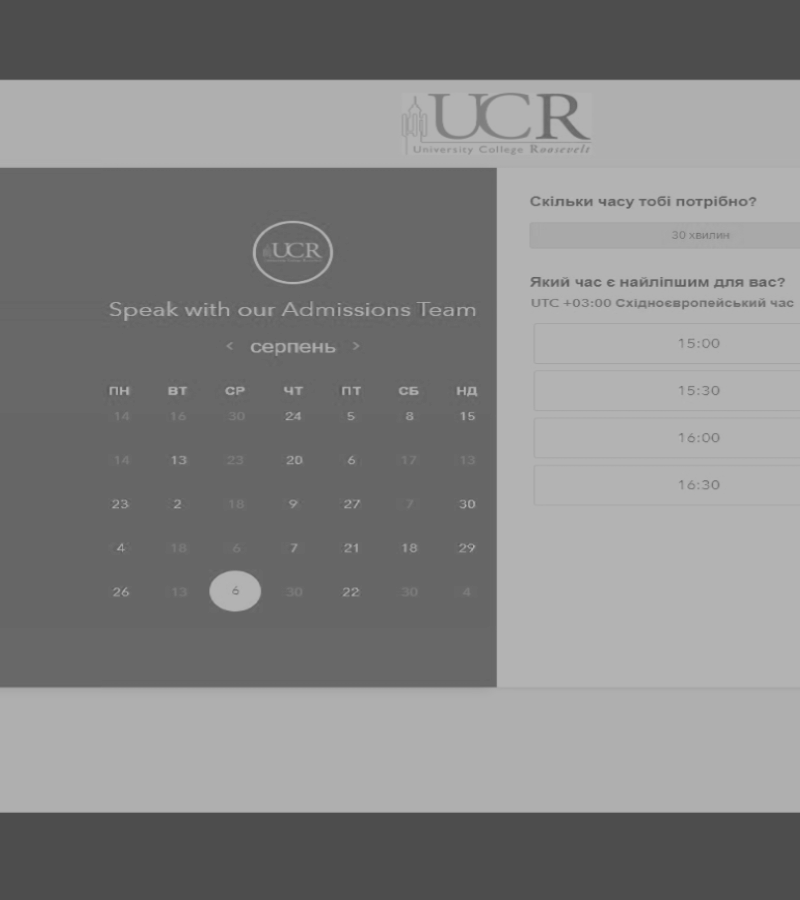 UCR
University College Roosevelt
UCR
Speak with our Admissions Team
< серпень >
ПН ВТ СР ЧТ ПТ СБ НД
14 16 30 24 5 8 15
14 13 23 20 6 17 13
23 2 18 9 27 7 30
4 18 6 7 21 18 29
26 13 6 30 22 30 4
Скільки часу тобі потрібно?
30 хвилин
Який час є найліпшим для вас?
UTC +03:00 Східноєвропейський час
15:00
15:30
16:00
16:30